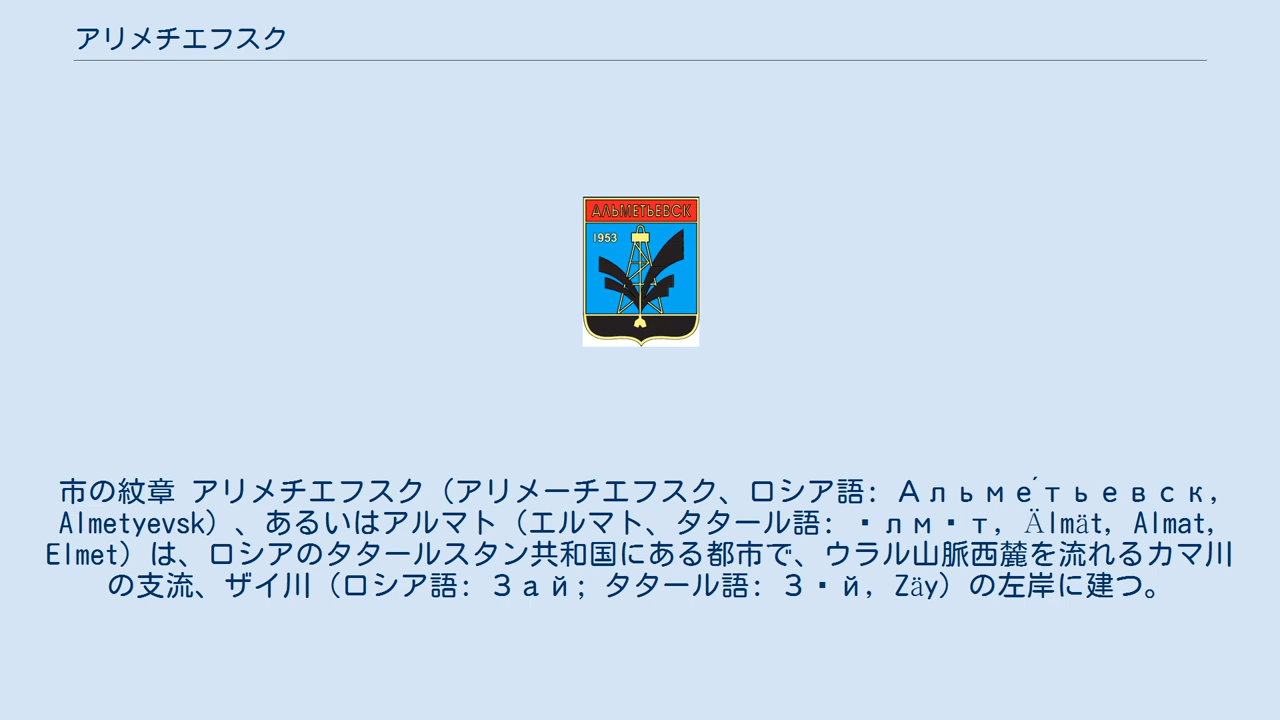 アリメチエフスク
АЛЬМЕТЬЕВСК
1953
市の紋章 アリメチエフスク（アリメーチエフスク、ロシア語: Альме́тьевск,
Almetyevsk）、あるいはアルマト（エルマト、タタール語: ・лм・т, Älmät, Almat,
Elmet）は、ロシアのタタールスタン共和国にある都市で、ウラル山脈西麓を流れるカマ川
の支流、ザイ川（ロシア語: Зай; タタール語: З・й, Zäy）の左岸に建つ。